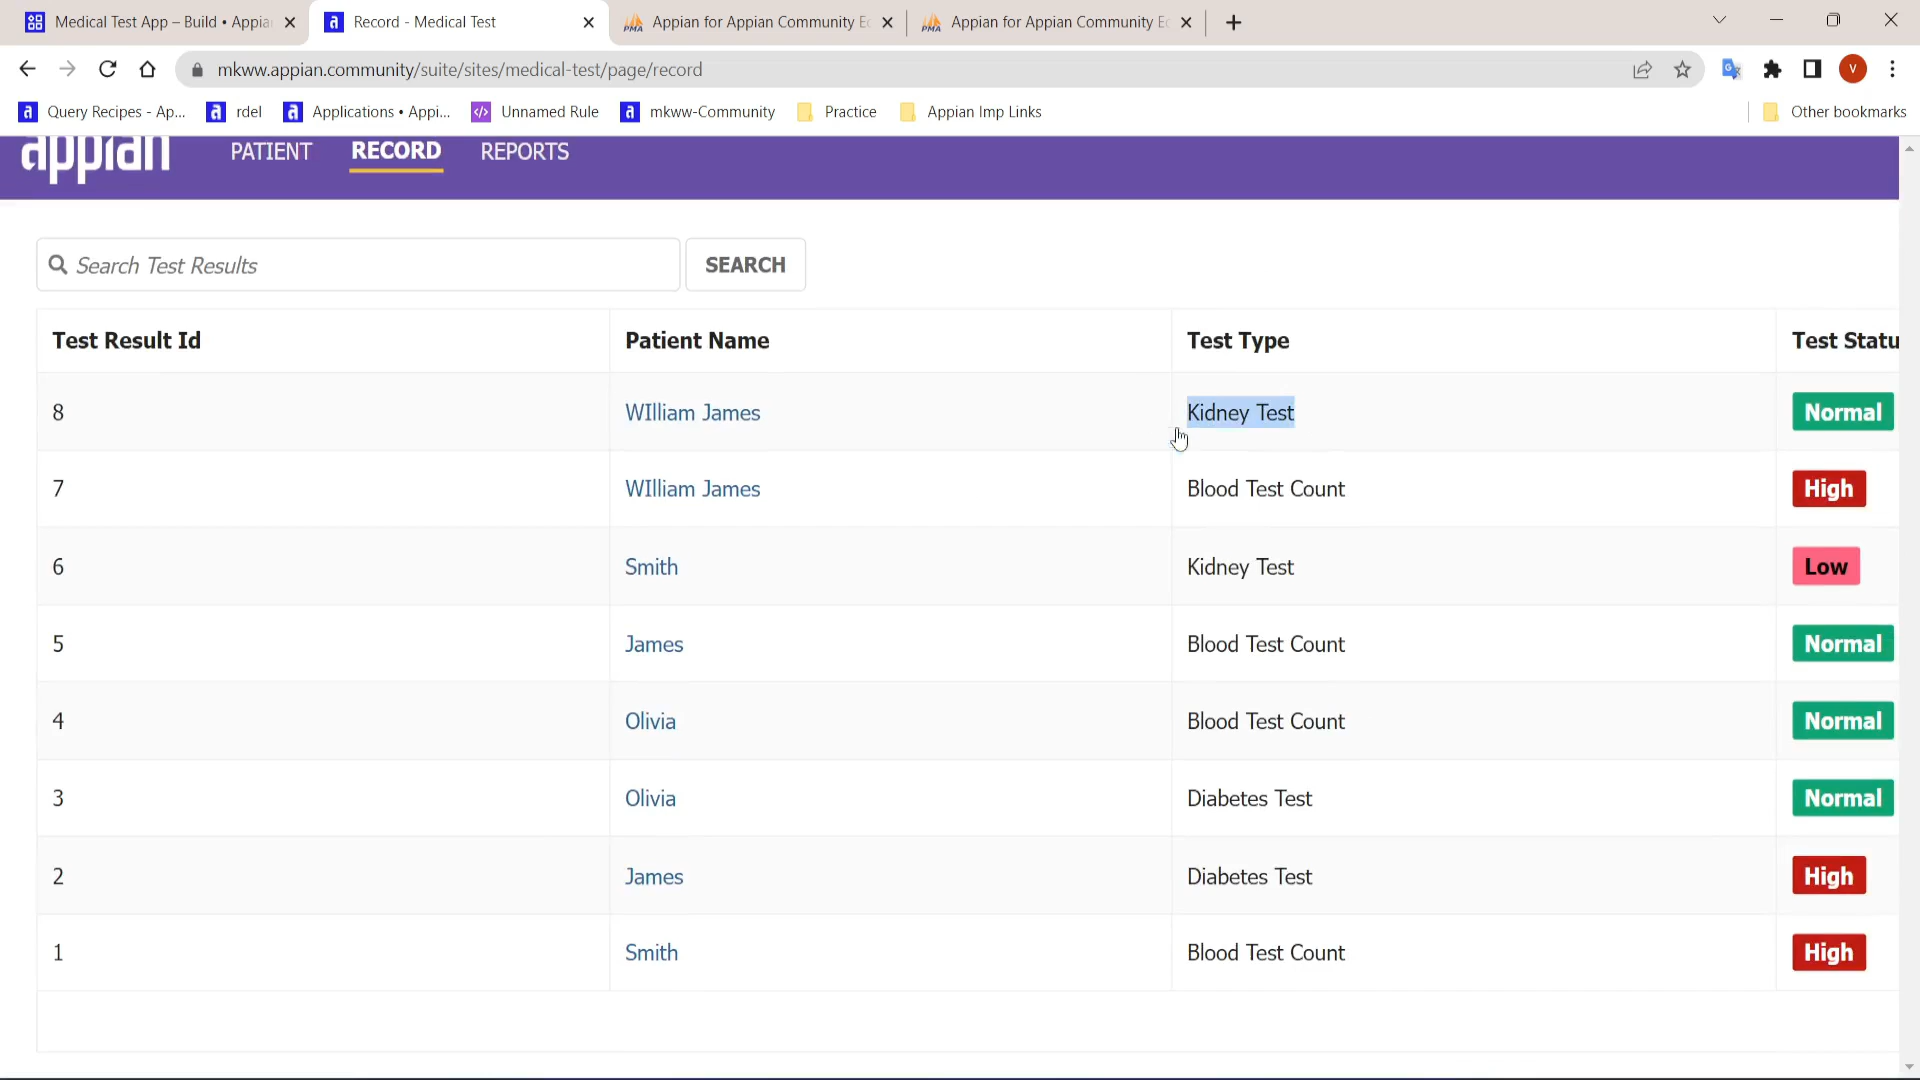 Medical Test App – Build • Appia
Record - Medical Test
Appian for Appian Community Ec
Appian for Appian Community Ec
mkww.appian.community/suite/sites/medical-test/page/record
V
Query Recipes - Ap...
rdel
Applications • Appi...
Unnamed Rule
mkww-Community
Practice
Appian Imp Links
Other bookmarks
appian
PATIENT
RECORD
REPORTS
Search Test Results
SEARCH
Test Result Id Patient Name Test Type Test Statu
8 WIlliam James Kidney Test Normal
7 WIlliam James Blood Test Count High
6 Smith Kidney Test Low
5 James Blood Test Count Normal
4 Olivia Blood Test Count Normal
3 Olivia Diabetes Test Normal
2 James Diabetes Test High
1 Smith Blood Test Count High